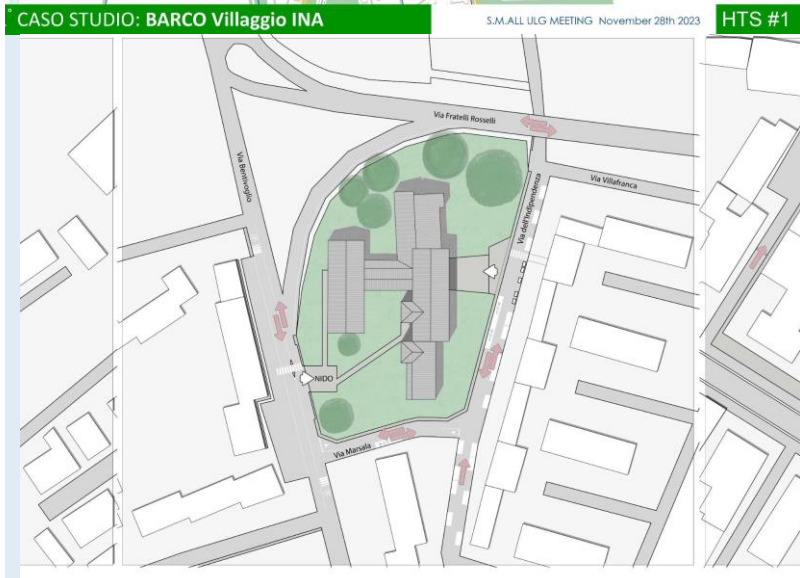 CASO STUDIO: BARCO Villaggio INA
S.M.ALL ULG MEETING November 28th 2023
HTS #1
Via Fratelli Rosselli
Via Bentivoglio
Via Villafranca
Via dell'Indipendenza
NIDO
Via Marsala